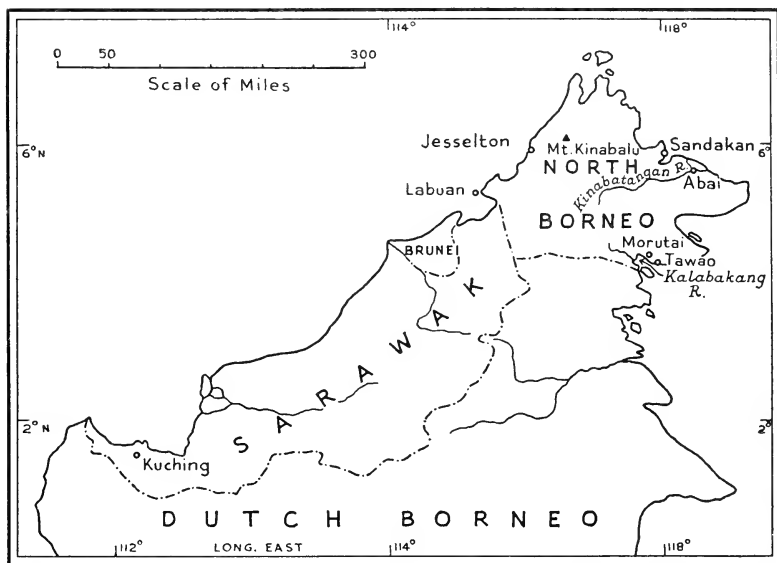 114° 118°
0 50 300
Scale of Miles
6°N 6°
Jesselton
Mt. Kinabalu
Sandakan
NORTH
Kinabatangan R.
Abai
Labuan
BORNEO
BRUNEI
Morutai
Tawao
Kalabakang
R.
SARAWAK
2°N 2°
Kuching
DUTCH BORNEO
112° LONG. EAST 114° 118°